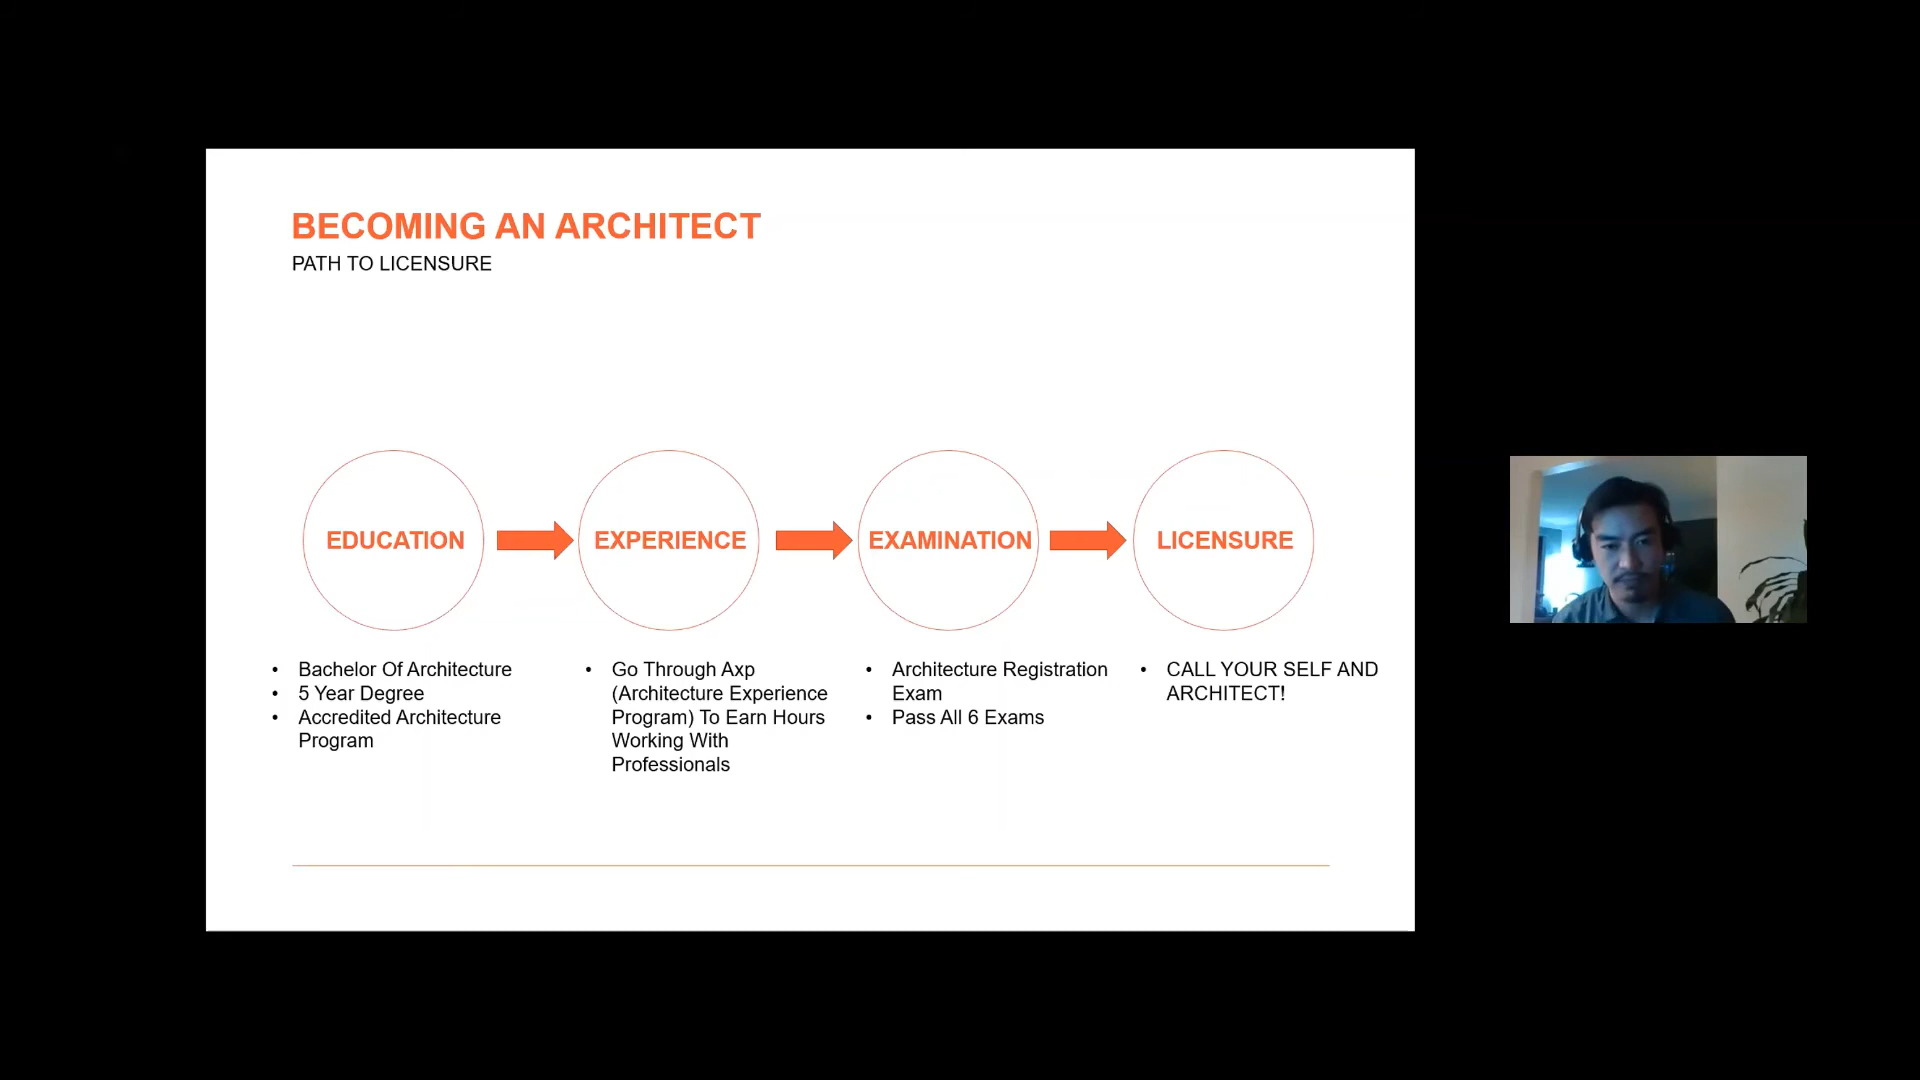 BECOMING AN ARCHITECT
PATH TO LICENSURE
EDUCATION
EXPERIENCE
EXAMINATION
LICENSURE
• Bachelor Of Architecture
• 5 Year Degree
• Accredited Architecture
Program
• Go Through Axp
(Architecture Experience
Program) To Earn Hours
Working With
Professionals
• Architecture Registration
Exam
• Pass All 6 Exams
• CALL YOUR SELF AND
ARCHITECT!